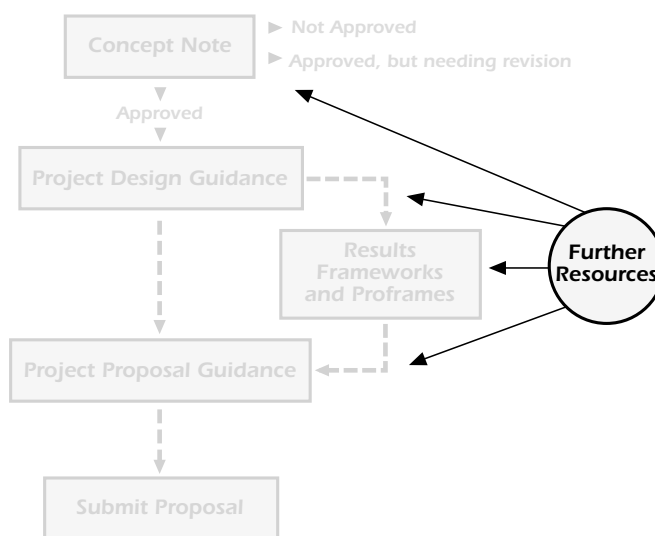 Concept Note
Not Approved
Approved, but needing revision
Approved
Project Design Guidance
Results
Frameworks
and Proframes
Further
Resources
Project Proposal Guidance
Submit Proposal